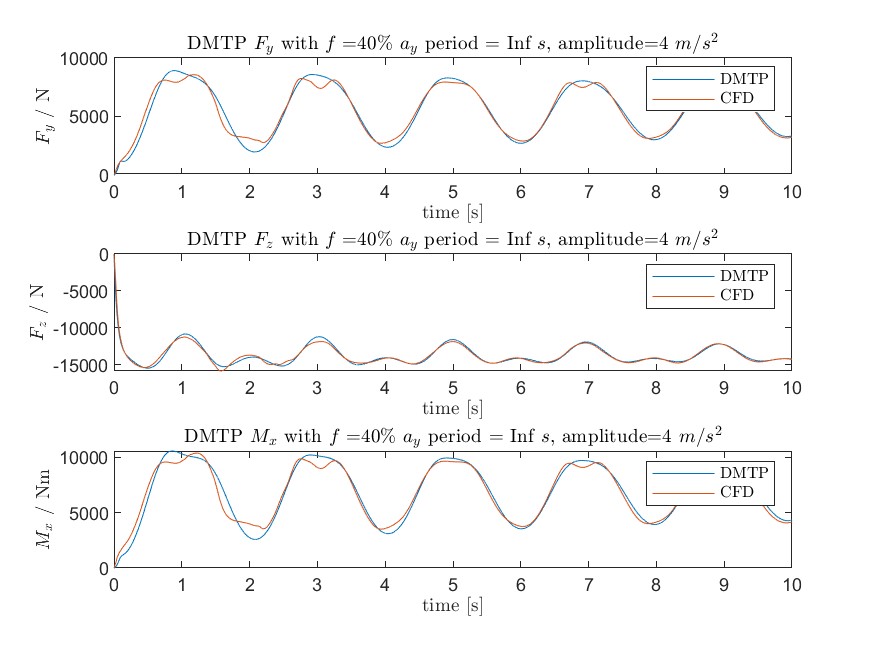 DMTP F_y with f =40% a_y period = Inf s, amplitude=4 m/s^2
10000
5000
0
F_y / N
DMTP
CFD
0 1 2 3 4 5 6 7 8 9 10
time [s]
DMTP F_z with f =40% a_y period = Inf s, amplitude=4 m/s^2
0
-5000
-10000
-15000
F_z / N
DMTP
CFD
0 1 2 3 4 5 6 7 8 9 10
time [s]
DMTP M_x with f =40% a_y period = Inf s, amplitude=4 m/s^2
10000
5000
0
M_x / Nm
DMTP
CFD
0 1 2 3 4 5 6 7 8 9 10
time [s]